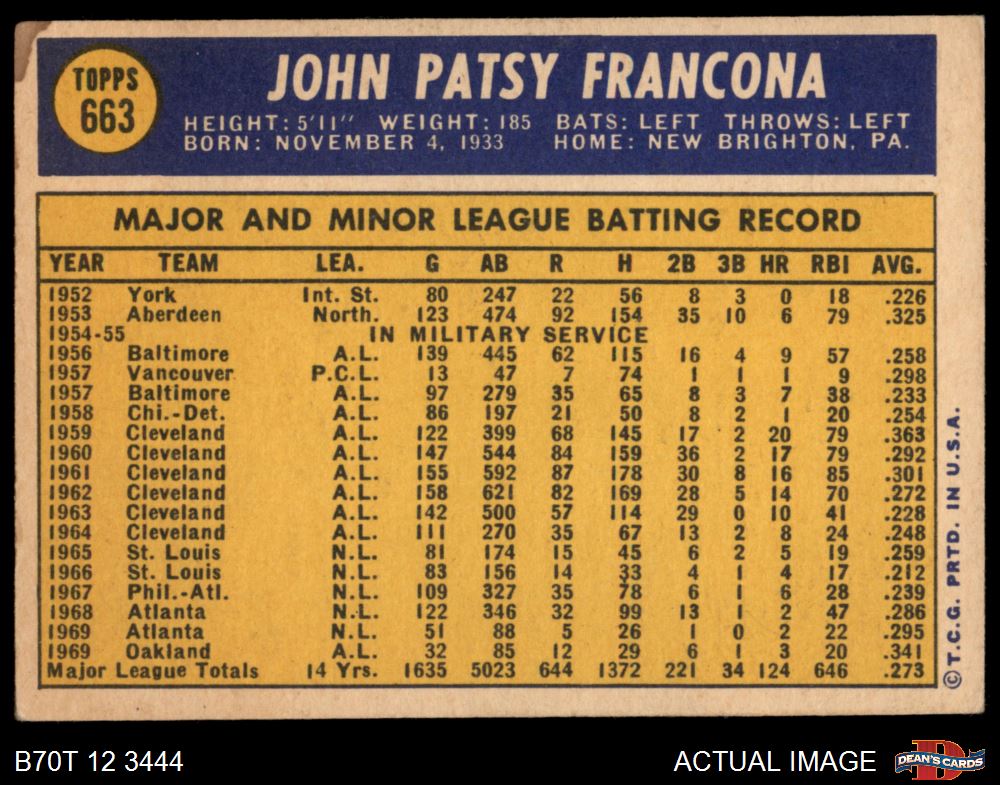 TOPPS
663
JOHN PATSY FRANCONA
HEIGHT: 5'11" WEIGHT: 185 BATS: LEFT THROWS: LEFT
BORN: NOVEMBER 4, 1933 HOME: NEW BRIGHTON, PA.
MAJOR AND MINOR LEAGUE BATTING RECORD
YEAR TEAM LEA. G AB R H 2B 3B HR RBI AVG.
1952 York Int. St. 80 247 22 56 8 3 0 18 .226
1953 Aberdeen North. 123 474 92 154 35 10 6 79 .325
1954-55 IN MILITARY SERVICE
1956 Baltimore A.L. 139 445 62 115 16 4 9 57 .258
1957 Vancouver P.C.L. 13 47 7 74 1 1 1 9 .298
1957 Baltimore A.L. 97 279 35 65 8 3 7 38 .233
1958 Chi.-Det. A.L. 86 197 21 50 8 2 1 20 .254
1959 Cleveland A.L. 122 399 68 145 17 2 20 79 .363
1960 Cleveland A.L. 147 544 84 159 36 2 17 79 .292
1961 Cleveland A.L. 155 592 87 178 30 8 16 85 .301
1962 Cleveland A.L. 158 621 82 169 28 5 14 70 .272
1963 Cleveland A.L. 142 500 57 114 29 0 10 41 .228
1964 Cleveland A.L. 111 270 35 67 13 2 8 24 .248
1965 St. Louis N.L. 81 174 15 45 6 2 5 19 .259
1966 St. Louis N.L. 83 156 14 33 4 1 4 17 .212
1967 Phil.-Atl. N.L. 109 327 35 78 6 1 6 28 .239
1968 Atlanta N.L. 122 346 32 99 13 1 2 47 .286
1969 Atlanta N.L. 51 88 5 26 1 0 2 22 .295
1969 Oakland A.L. 32 85 12 29 6 1 3 20 .341
Major League Totals 14 Yrs. 1635 5023 644 1372 221 34 124 646 .273
© T.C.G. PRTD. IN U.S.A.
B70T 12 3444 ACTUAL IMAGE
D
DEAN'S CARDS